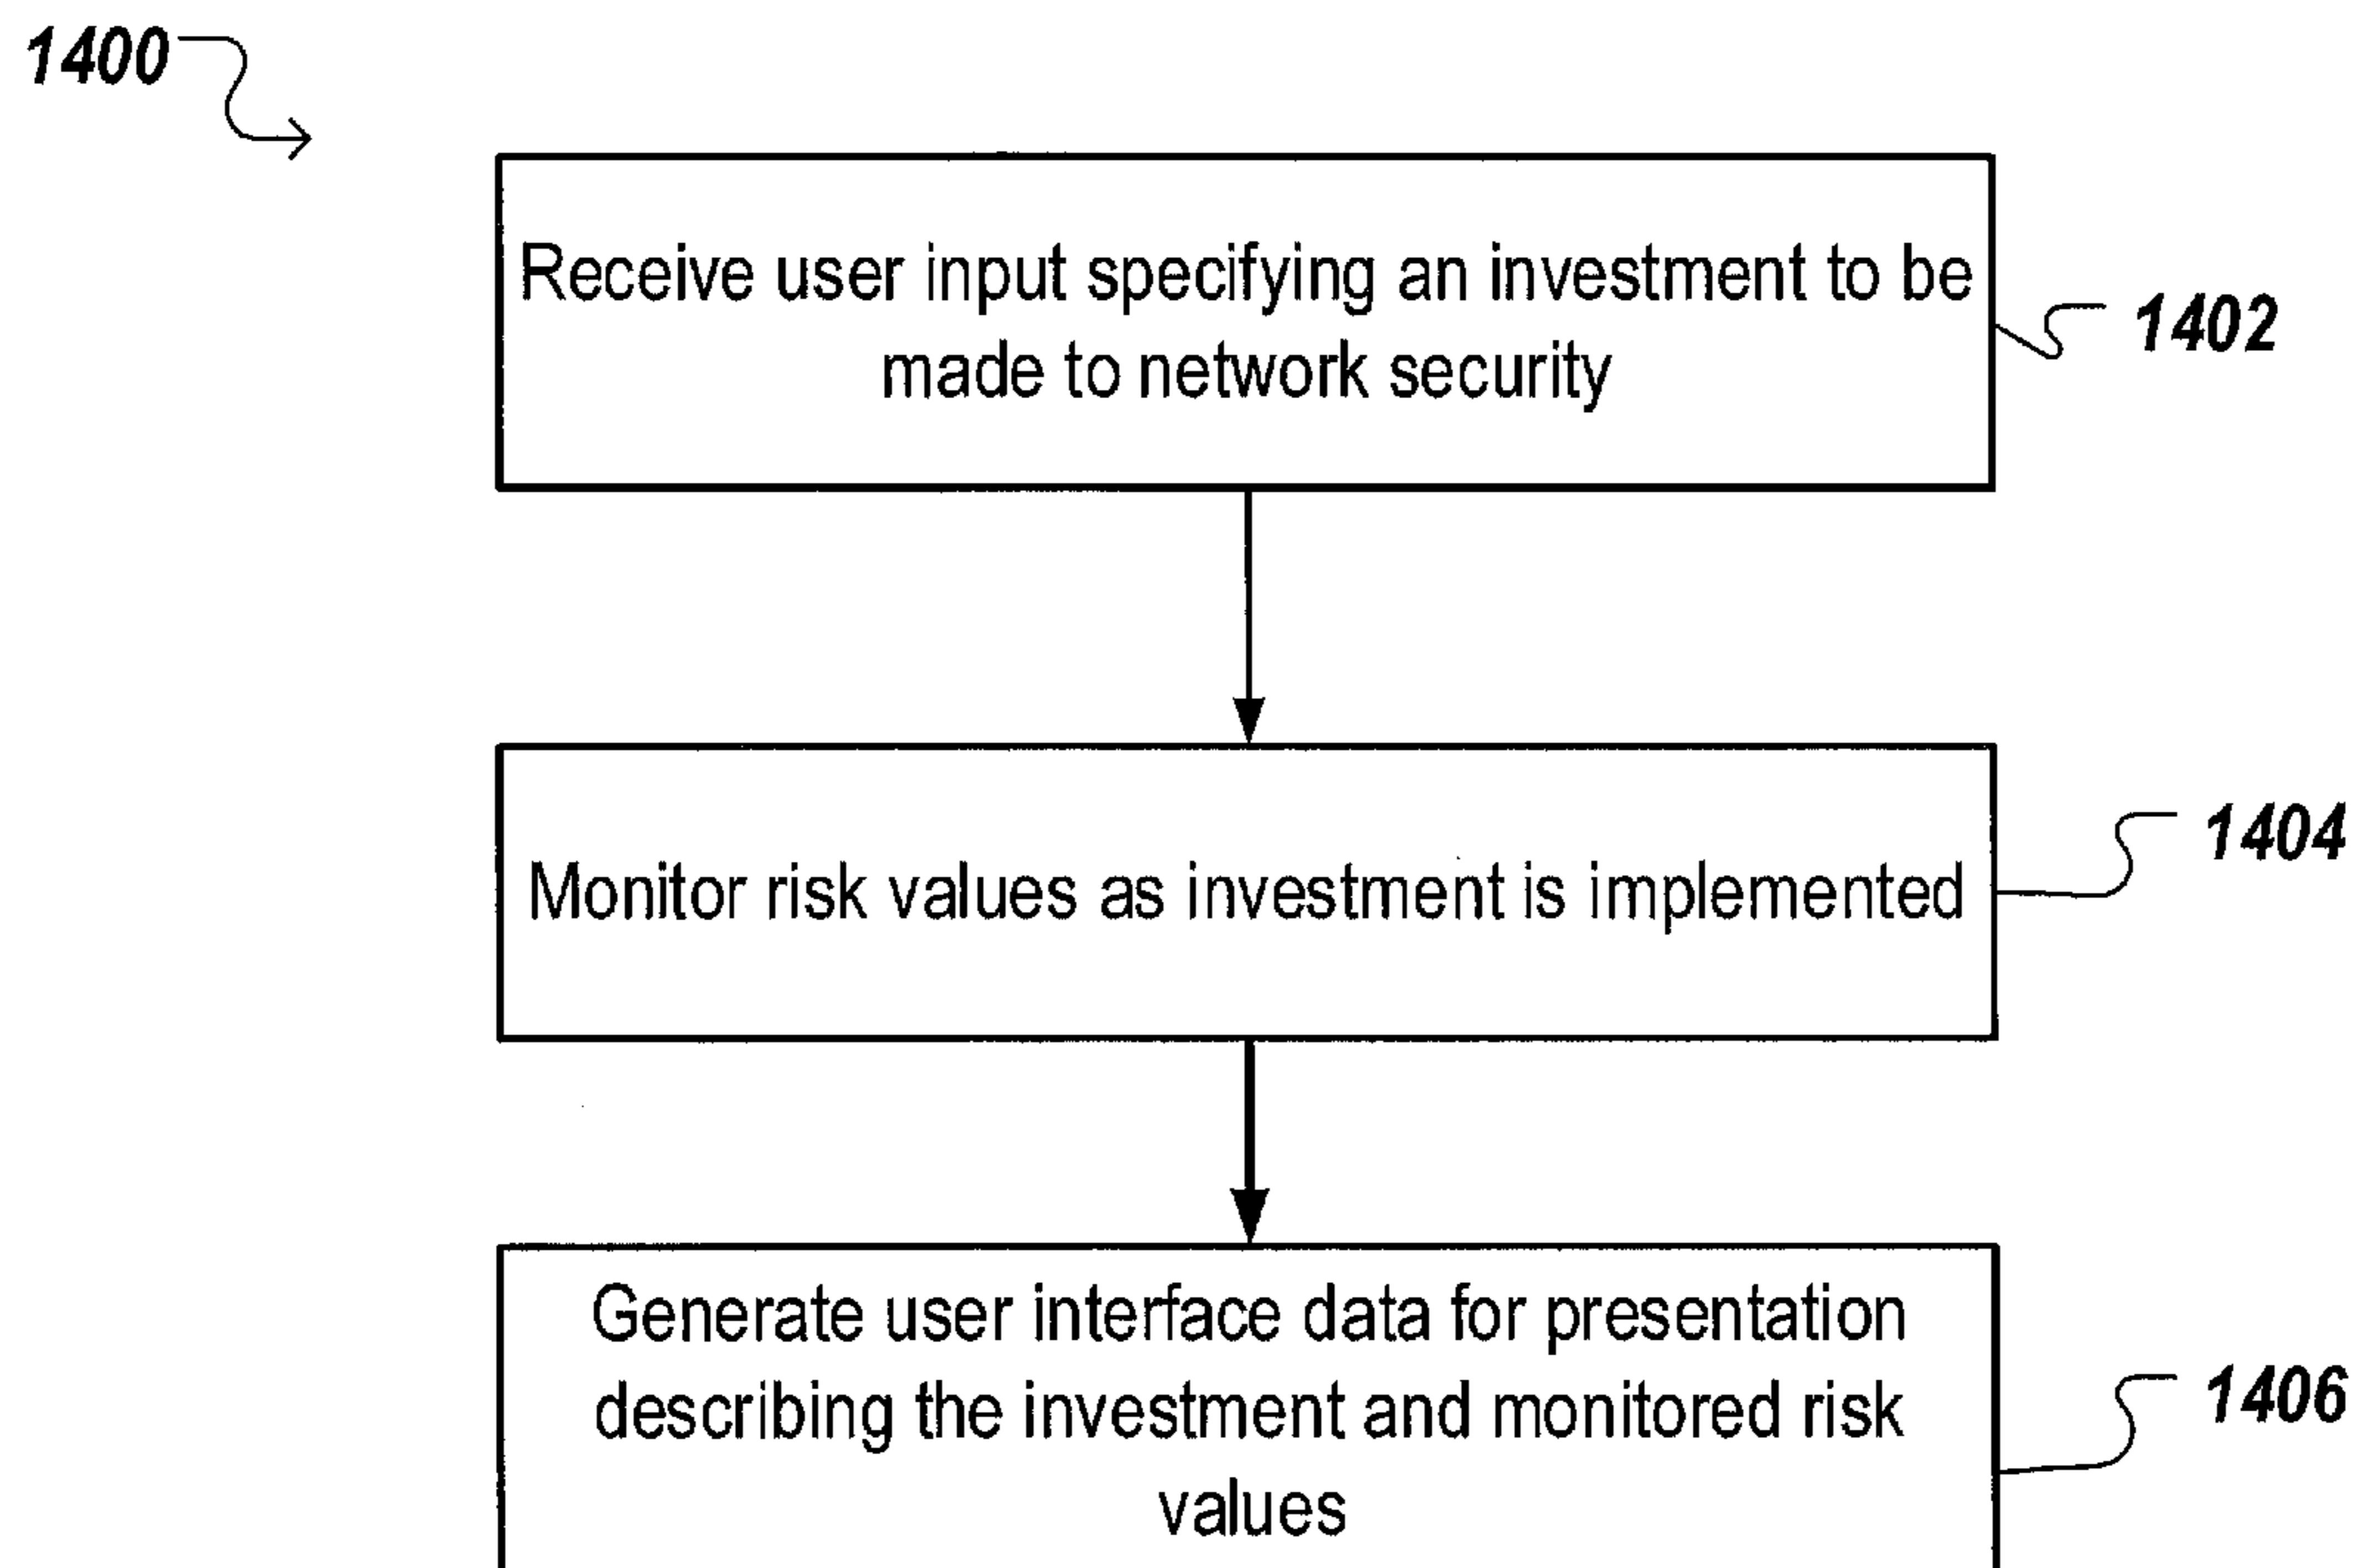 1400
Receive user input specifying an investment to be
made to network security
1402
Monitor risk values as investment is implemented
1404
Generate user interface data for presentation
describing the investment and monitored risk
values
1406